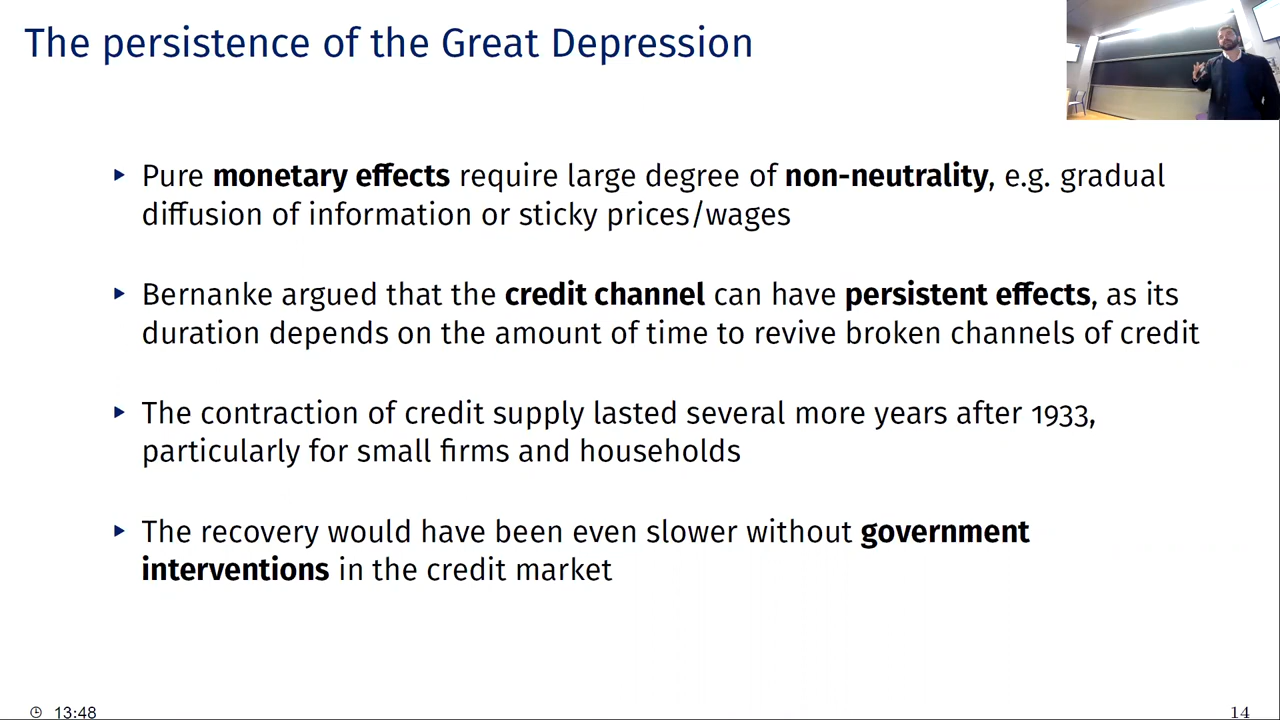 The persistence of the Great Depression
▸ Pure monetary effects require large degree of non-neutrality, e.g. gradual
diffusion of information or sticky prices/wages
▸ Bernanke argued that the credit channel can have persistent effects, as its
duration depends on the amount of time to revive broken channels of credit
▸ The contraction of credit supply lasted several more years after 1933,
particularly for small firms and households
▸ The recovery would have been even slower without government
interventions in the credit market
13:48
14